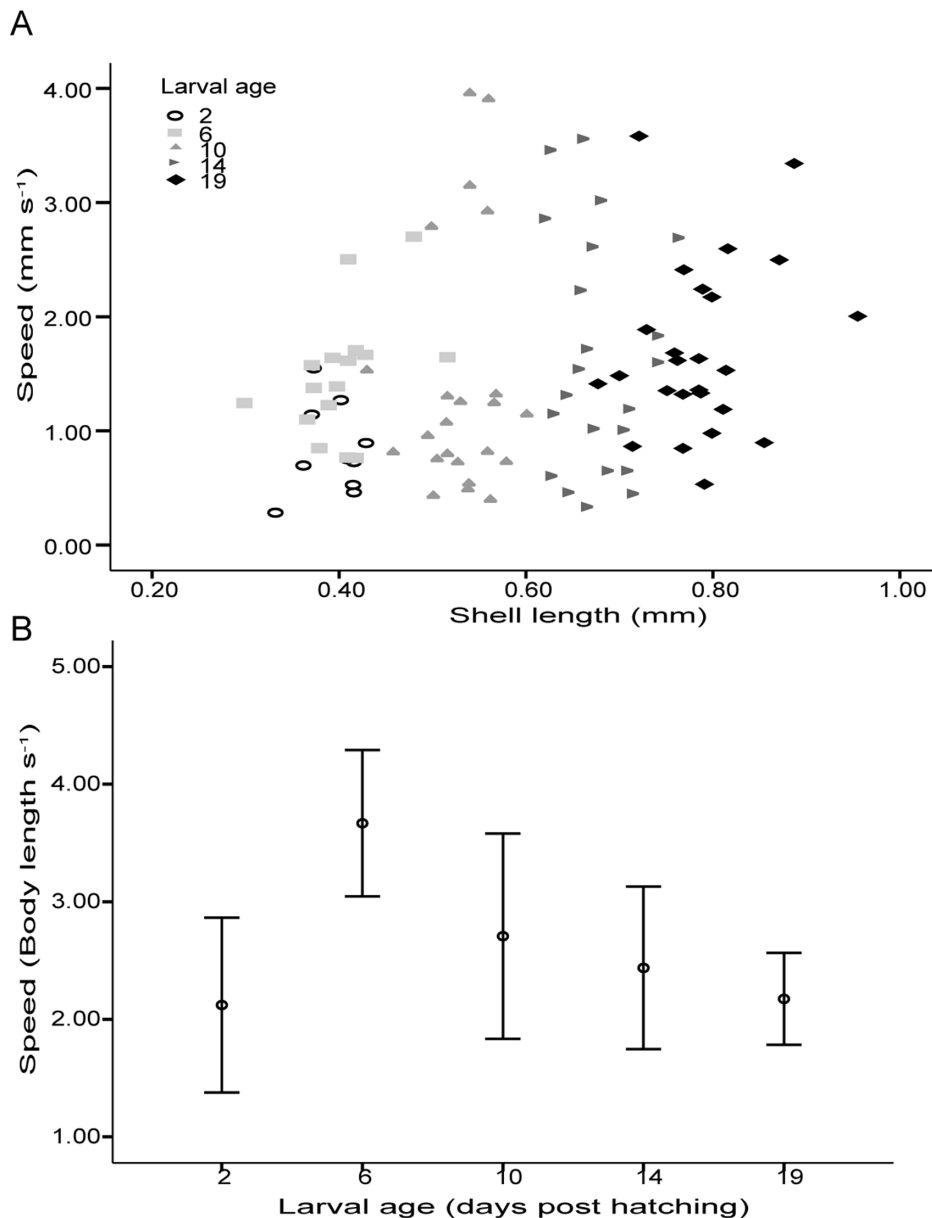 A
Larval age
2
6
10
14
19
4.00
3.00
2.00
1.00
0.00
Speed (mm s⁻¹)
0.20 0.40 0.60 0.80 1.00
Shell length (mm)
B
5.00
4.00
3.00
2.00
1.00
Speed (Body length s⁻¹)
2 6 10 14 19
Larval age (days post hatching)